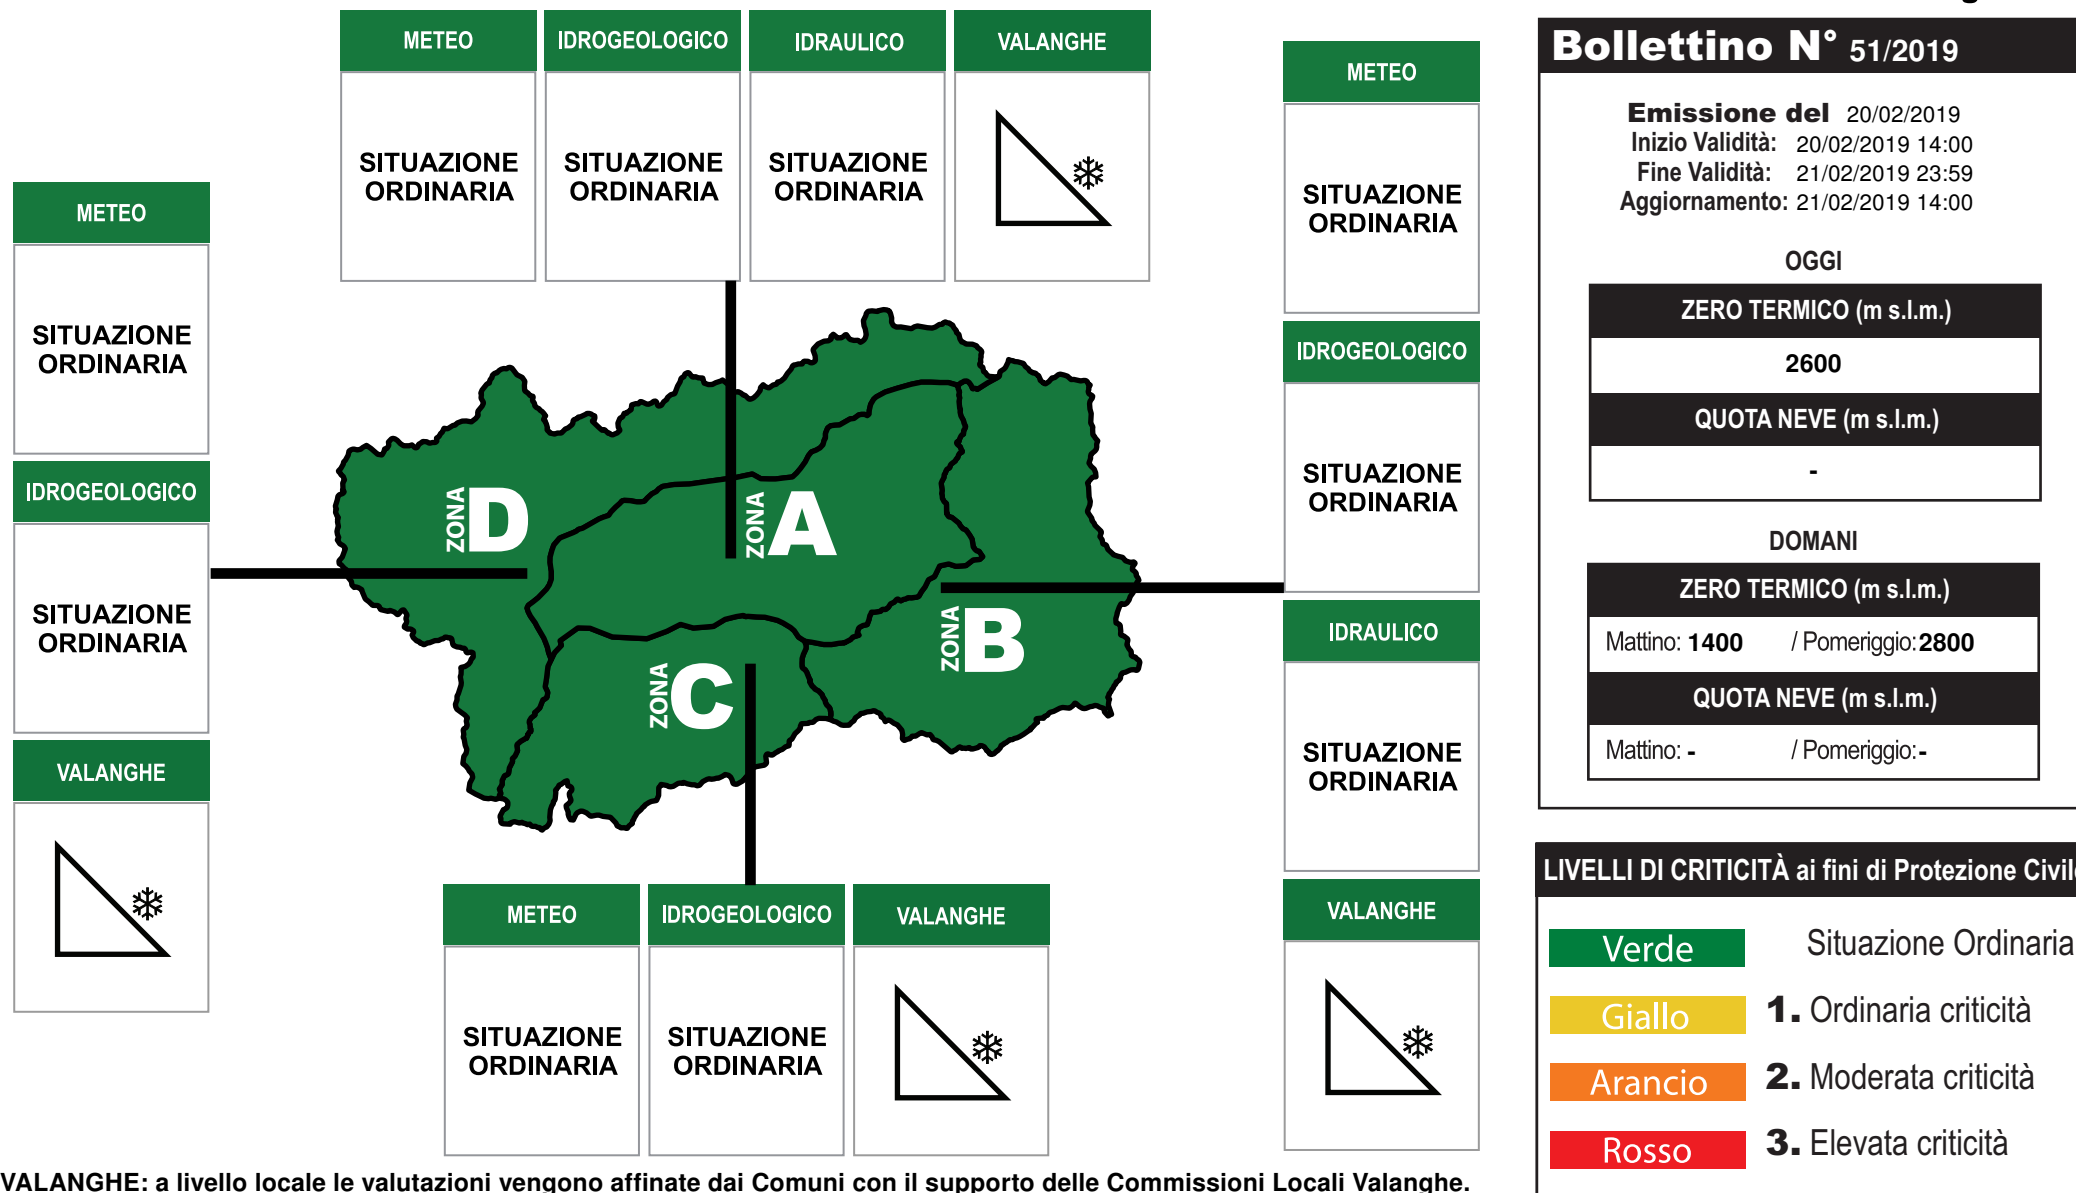 METEO
IDROGEOLOGICO
IDRAULICO
VALANGHE
SITUAZIONE
ORDINARIA
SITUAZIONE
ORDINARIA
SITUAZIONE
ORDINARIA
METEO
SITUAZIONE
ORDINARIA
IDROGEOLOGICO
SITUAZIONE
ORDINARIA
VALANGHE
METEO
SITUAZIONE
ORDINARIA
IDROGEOLOGICO
SITUAZIONE
ORDINARIA
IDRAULICO
SITUAZIONE
ORDINARIA
VALANGHE
ZONA D
ZONA A
ZONA B
ZONA C
METEO
IDROGEOLOGICO
VALANGHE
SITUAZIONE
ORDINARIA
SITUAZIONE
ORDINARIA
VALANGHE: a livello locale le valutazioni vengono affinate dai Comuni con il supporto delle Commissioni Locali Valanghe.
Bollettino N° 51/2019
Emissione del 20/02/2019
Inizio Validità: 20/02/2019 14:00
Fine Validità: 21/02/2019 23:59
Aggiornamento: 21/02/2019 14:00
OGGI
ZERO TERMICO (m s.l.m.)
2600
QUOTA NEVE (m s.l.m.)
-
DOMANI
ZERO TERMICO (m s.l.m.)
Mattino: 1400 / Pomeriggio: 2800
QUOTA NEVE (m s.l.m.)
Mattino: - / Pomeriggio: -
LIVELLI DI CRITICITÀ ai fini di Protezione Civile
Verde Situazione Ordinaria
Giallo 1. Ordinaria criticità
Arancio 2. Moderata criticità
Rosso 3. Elevata criticità